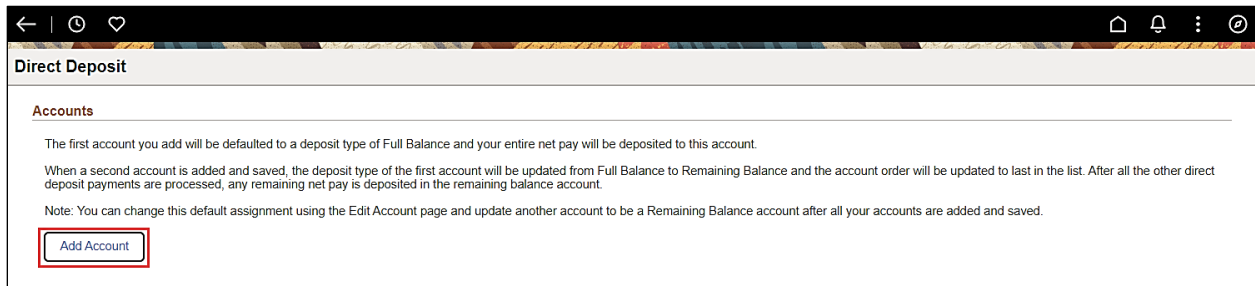 Direct Deposit
Accounts
The first account you add will be defaulted to a deposit type of Full Balance and your entire net pay will be deposited to this account.
When a second account is added and saved, the deposit type of the first account will be updated from Full Balance to Remaining Balance and the account order will be updated to last in the list. After all the other direct
deposit payments are processed, any remaining net pay is deposited in the remaining balance account.
Note: You can change this default assignment using the Edit Account page and update another account to be a Remaining Balance account after all your accounts are added and saved.
Add Account